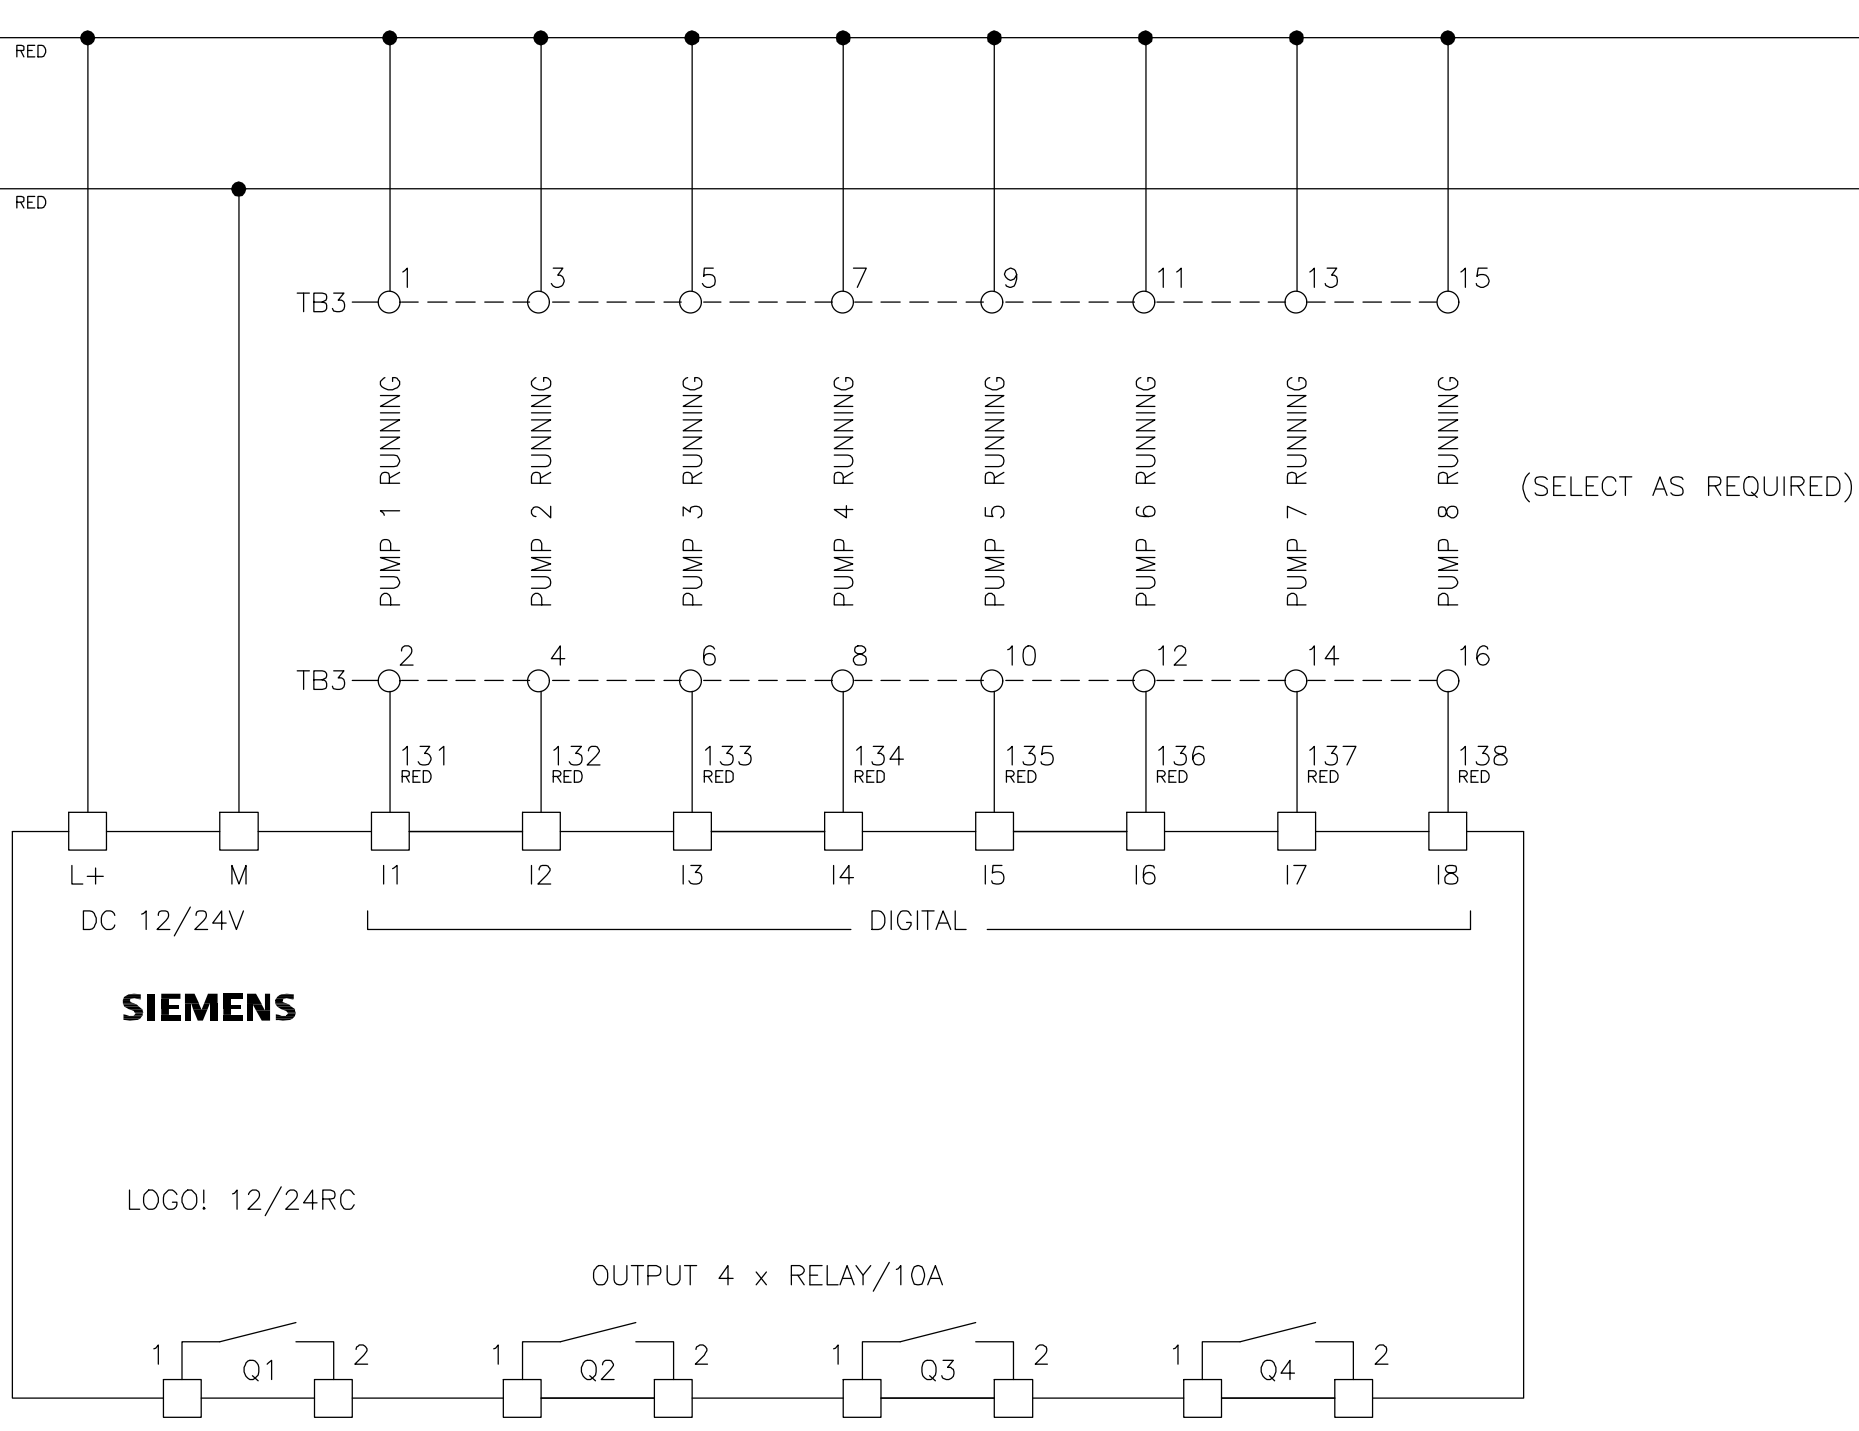 RED
RED
1 3 5 7 9 11 13 15
TB3
PUMP 1 RUNNING
PUMP 2 RUNNING
PUMP 3 RUNNING
PUMP 4 RUNNING
PUMP 5 RUNNING
PUMP 6 RUNNING
PUMP 7 RUNNING
PUMP 8 RUNNING
(SELECT AS REQUIRED)
2 4 6 8 10 12 14 16
TB3
131 132 133 134 135 136 137 138
RED RED RED RED RED RED RED RED
L+ M I1 I2 I3 I4 I5 I6 I7 I8
DC 12/24V DIGITAL
SIEMENS
LOGO! 12/24RC
OUTPUT 4 x RELAY/10A
1 2 1 2 1 2 1 2
Q1 Q2 Q3 Q4